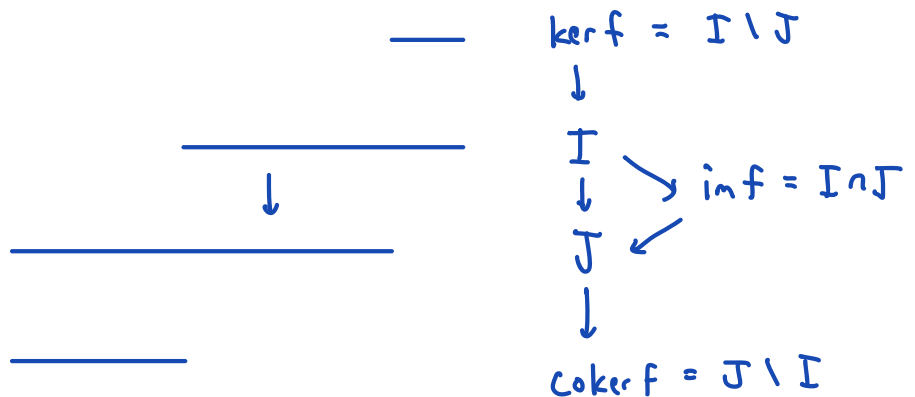 ker f = I \ J
I
im f = I ∩ J
J
coker f = J \ I